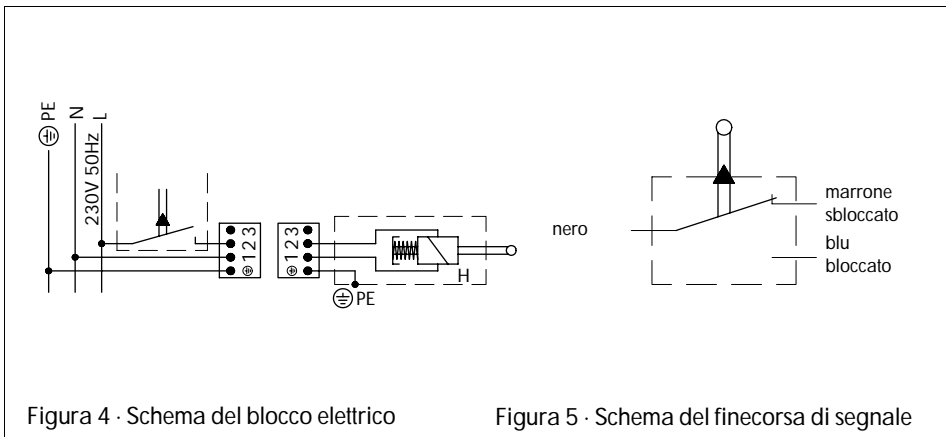 PE
N
L
230V 50Hz
1 2 3
1 2 3
H
PE
nero
marrone
sbloccato
blu
bloccato
Figura 4 · Schema del blocco elettrico
Figura 5 · Schema del finecorsa di segnale